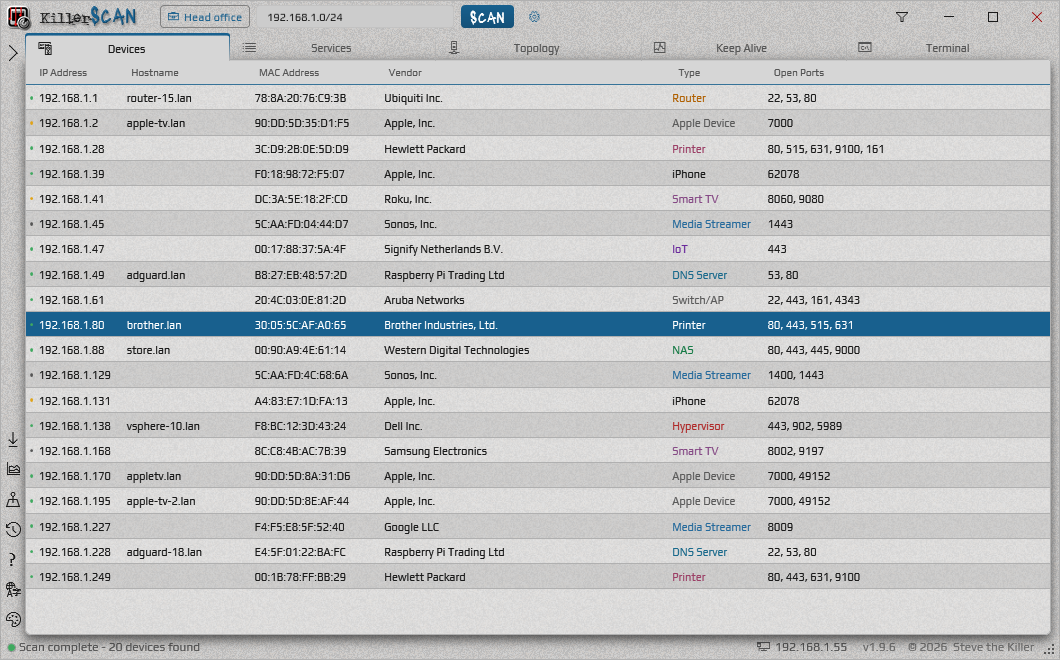 KillerSCAN Head office 192.168.1.0/24 SCAN
Devices Services Topology Keep Alive Terminal
IP Address Hostname MAC Address Vendor Type Open Ports
192.168.1.1 router-15.lan 78:8A:20:76:C9:3B Ubiquiti Inc. Router 22, 53, 80
192.168.1.2 apple-tv.lan 90:DD:5D:35:D1:F5 Apple, Inc. Apple Device 7000
192.168.1.28 3C:D9:2B:0E:5D:D9 Hewlett Packard Printer 80, 515, 631, 9100, 161
192.168.1.39 F0:18:98:72:F5:07 Apple, Inc. iPhone 62078
192.168.1.41 DC:3A:5E:18:2F:CD Roku, Inc. Smart TV 8060, 9080
192.168.1.45 5C:AA:FD:04:44:D7 Sonos, Inc. Media Streamer 1443
192.168.1.47 00:17:88:37:5A:4F Signify Netherlands B.V. IoT 443
192.168.1.49 adguard.lan B8:27:EB:48:57:2D Raspberry Pi Trading Ltd DNS Server 53, 80
192.168.1.61 20:4C:03:0E:81:2D Aruba Networks Switch/AP 22, 443, 161, 4343
192.168.1.80 brother.lan 30:05:5C:AF:A0:65 Brother Industries, Ltd. Printer 80, 443, 515, 631
192.168.1.88 store.lan 00:90:A9:4E:61:14 Western Digital Technologies NAS 80, 443, 445, 9000
192.168.1.129 5C:AA:FD:4C:68:6A Sonos, Inc. Media Streamer 1400, 1443
192.168.1.131 A4:83:E7:1D:FA:13 Apple, Inc. iPhone 62078
192.168.1.138 vsphere-10.lan F8:BC:12:3D:43:24 Dell Inc. Hypervisor 443, 902, 5989
192.168.1.168 8C:C8:4B:AC:7B:39 Samsung Electronics Smart TV 8002, 9197
192.168.1.170 appletv.lan 90:DD:5D:8A:31:D6 Apple, Inc. Apple Device 7000, 49152
192.168.1.195 apple-tv-2.lan 90:DD:5D:8E:AF:44 Apple, Inc. Apple Device 7000, 49152
192.168.1.227 F4:F5:E8:5F:52:40 Google LLC Media Streamer 8009
192.168.1.228 adguard-18.lan E4:5F:01:22:BA:FC Raspberry Pi Trading Ltd DNS Server 22, 53, 80
192.168.1.249 00:1B:78:FF:BB:29 Hewlett Packard Printer 80, 443, 631, 9100
Scan complete - 20 devices found 192.168.1.55 v1.9.6 © 2026 Steve the Killer